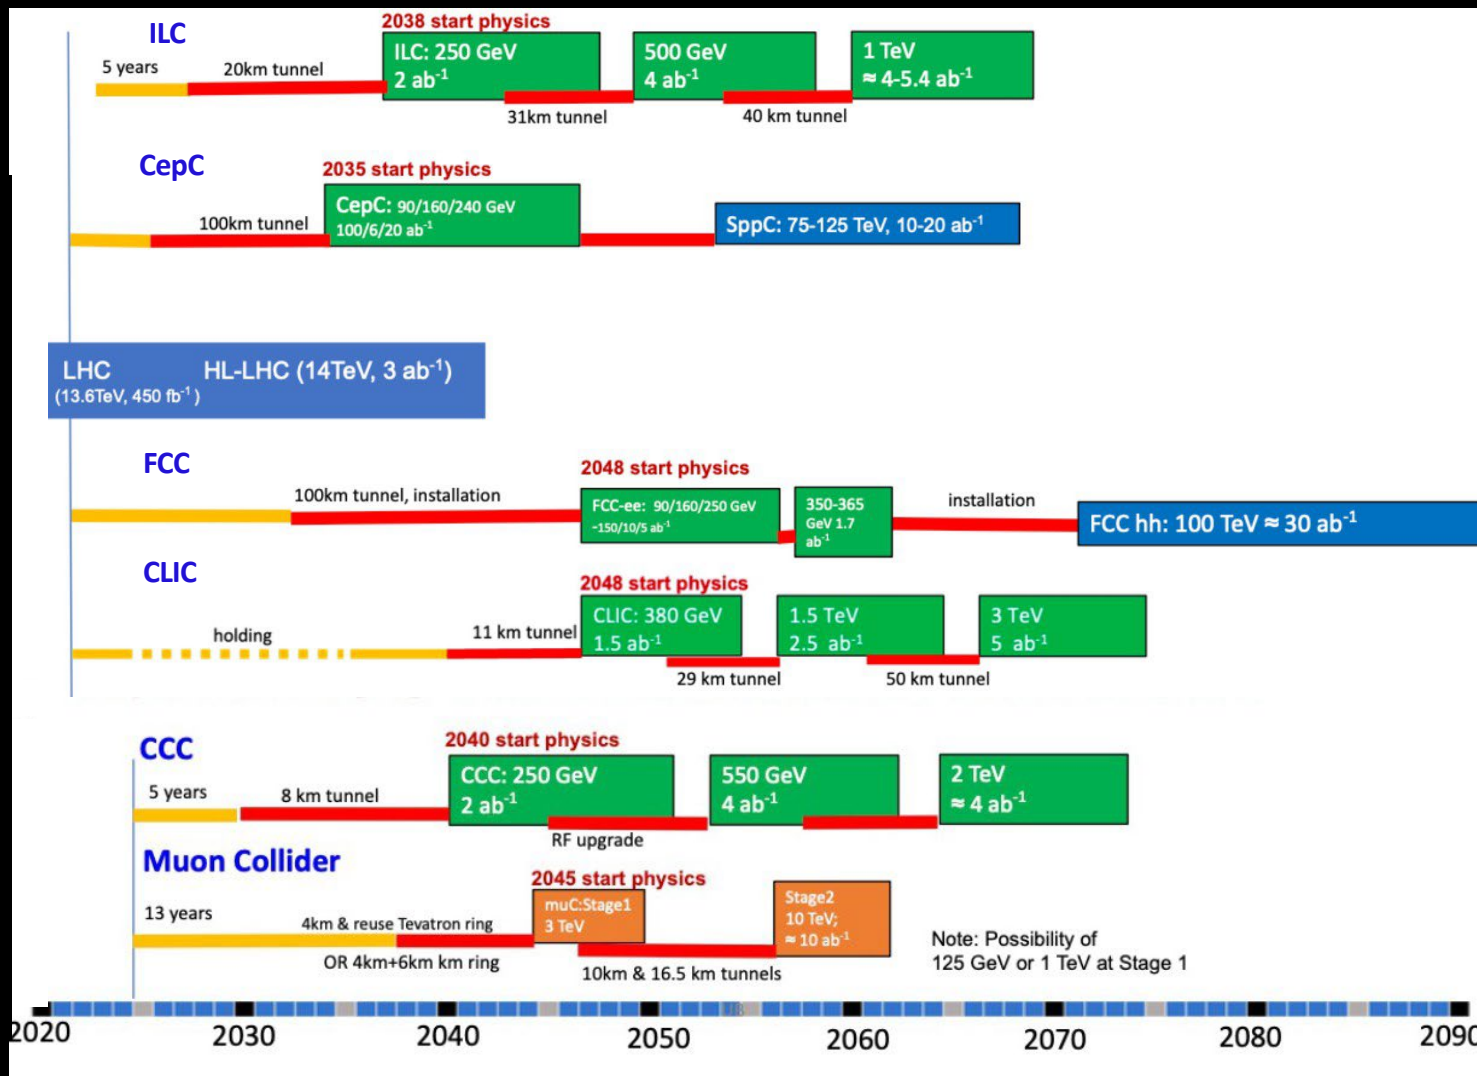 ILC
2038 start physics
5 years
20km tunnel
ILC: 250 GeV
2 ab⁻¹
31km tunnel
500 GeV
4 ab⁻¹
40 km tunnel
1 TeV
≈ 4-5.4 ab⁻¹
CepC
2035 start physics
100km tunnel
CepC: 90/160/240 GeV
100/6/20 ab⁻¹
SppC: 75-125 TeV, 10-20 ab⁻¹
LHC
(13.6TeV, 450 fb⁻¹ )
HL-LHC (14TeV, 3 ab⁻¹)
FCC
2048 start physics
100km tunnel, installation
FCC-ee: 90/160/250 GeV
~150/10/5 ab⁻¹
350-365
GeV 1.7
ab⁻¹
installation
FCC hh: 100 TeV ≈ 30 ab⁻¹
CLIC
2048 start physics
holding
11 km tunnel
CLIC: 380 GeV
1.5 ab⁻¹
29 km tunnel
1.5 TeV
2.5 ab⁻¹
50 km tunnel
3 TeV
5 ab⁻¹
CCC
2040 start physics
5 years
8 km tunnel
CCC: 250 GeV
2 ab⁻¹
RF upgrade
550 GeV
4 ab⁻¹
2 TeV
≈ 4 ab⁻¹
Muon Collider
2045 start physics
13 years
4km & reuse Tevatron ring
OR 4km+6km km ring
muC:Stage1
3 TeV
10km & 16.5 km tunnels
Stage2
10 TeV;
≈ 10 ab⁻¹
Note: Possibility of
125 GeV or 1 TeV at Stage 1
2020 2030 2040 2050 2060 2070 2080 2090